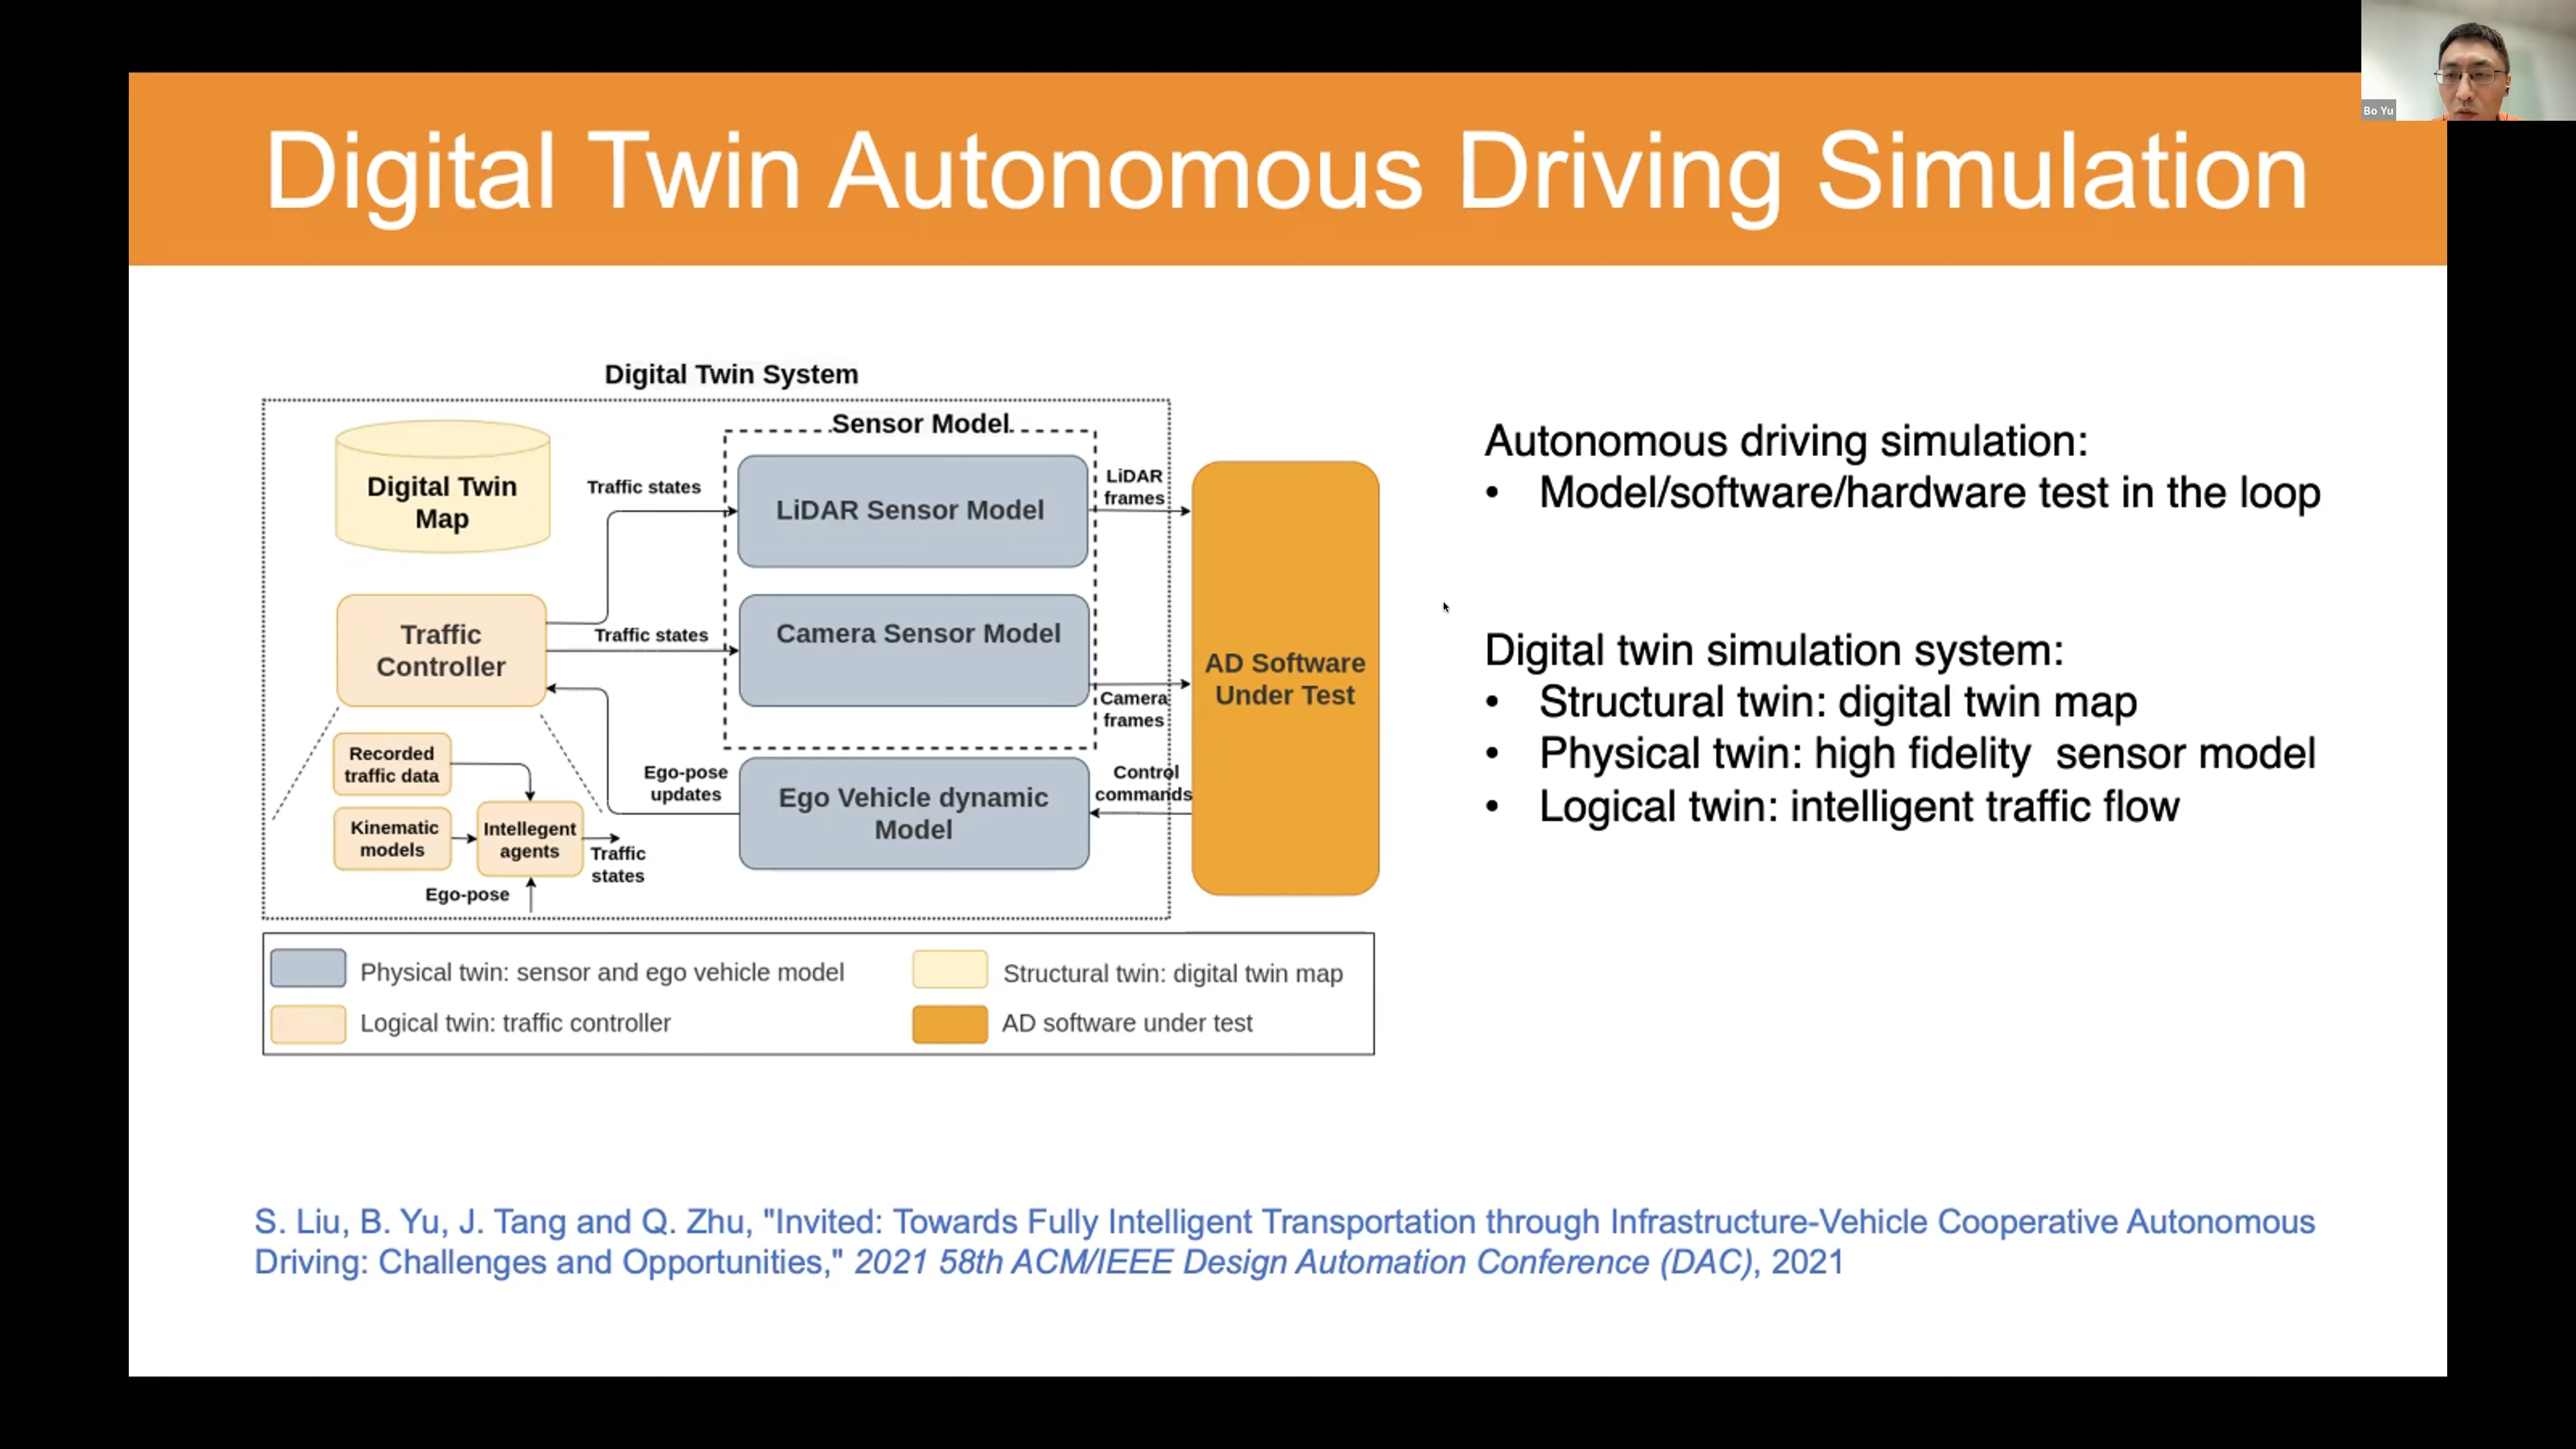 Bo Yu
Digital Twin Autonomous Driving Simulation
Digital Twin System
Sensor Model
Digital Twin
Map
Traffic states
LiDAR Sensor Model
LiDAR
frames
Traffic
Controller
Traffic states
Camera Sensor Model
Camera
frames
AD Software
Under Test
Recorded
traffic data
Kinematic
models
Intellegent
agents
Traffic
states
Ego-pose
Ego-pose
updates
Ego Vehicle dynamic
Model
Control
commands
Physical twin: sensor and ego vehicle model
Structural twin: digital twin map
Logical twin: traffic controller
AD software under test
Autonomous driving simulation:
• Model/software/hardware test in the loop
Digital twin simulation system:
• Structural twin: digital twin map
• Physical twin: high fidelity  sensor model
• Logical twin: intelligent traffic flow
S. Liu, B. Yu, J. Tang and Q. Zhu, "Invited: Towards Fully Intelligent Transportation through Infrastructure-Vehicle Cooperative Autonomous
Driving: Challenges and Opportunities," 2021 58th ACM/IEEE Design Automation Conference (DAC), 2021